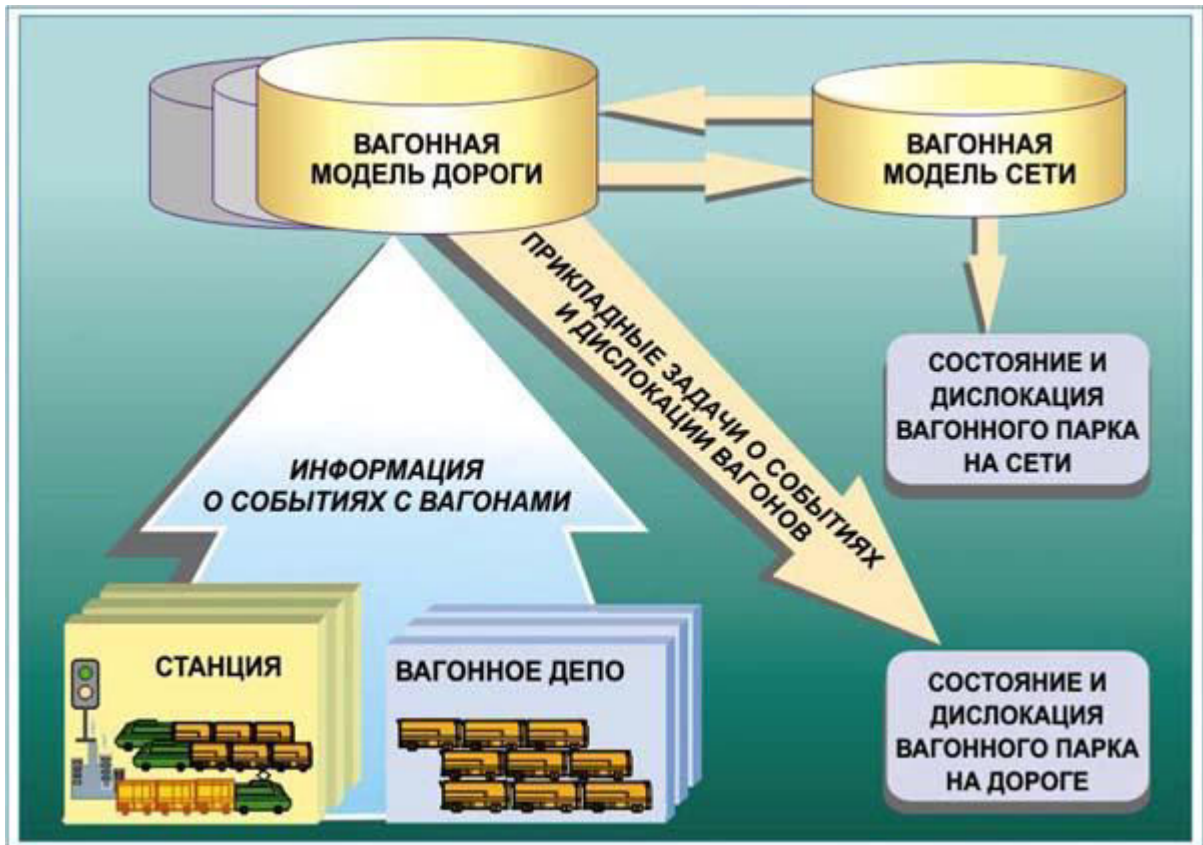 ВАГОННАЯ
МОДЕЛЬ ДОРОГИ
ВАГОННАЯ
МОДЕЛЬ СЕТИ
ПРИКЛАДНЫЕ ЗАДАЧИ О СОБЫТИЯХ
И ДИСЛОКАЦИИ ВАГОНОВ
СОСТОЯНИЕ И
ДИСЛОКАЦИЯ
ВАГОННОГО ПАРКА
НА СЕТИ
ИНФОРМАЦИЯ
О СОБЫТИЯХ С ВАГОНАМИ
СТАНЦИЯ
ВАГОННОЕ ДЕПО
СОСТОЯНИЕ И
ДИСЛОКАЦИЯ
ВАГОННОГО ПАРКА
НА ДОРОГЕ